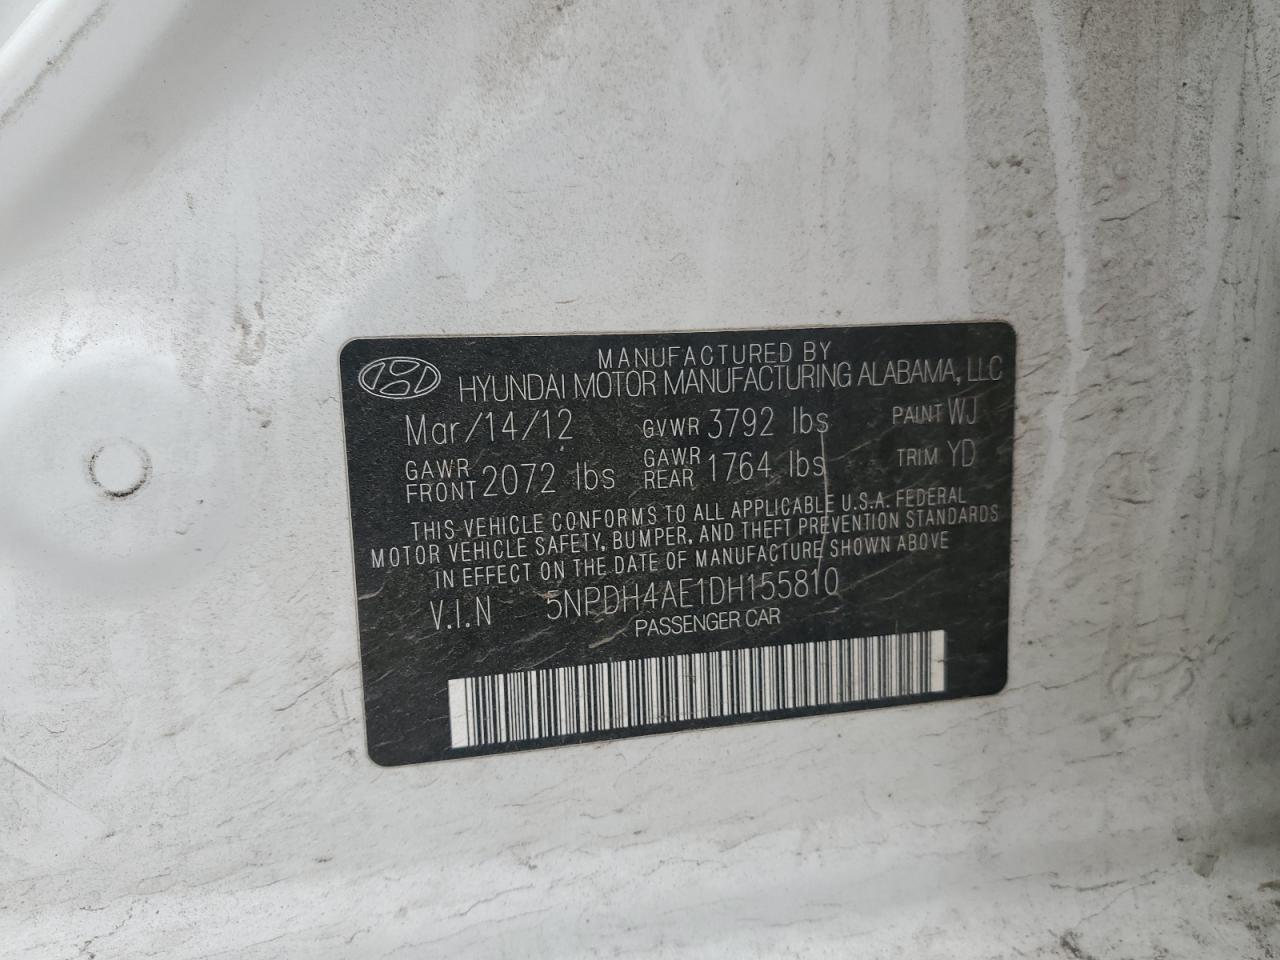 MANUFACTURED BY
HYUNDAI MOTOR MANUFACTURING ALABAMA, LLC
Mar/14/12 GVWR 3792 lbs PAINT WJ
GAWR FRONT 2072 lbs GAWR REAR 1764 lbs TRIM YD
THIS VEHICLE CONFORMS TO ALL APPLICABLE U.S.A. FEDERAL
MOTOR VEHICLE SAFETY, BUMPER, AND THEFT PREVENTION STANDARDS
IN EFFECT ON THE DATE OF MANUFACTURE SHOWN ABOVE
V.I.N 5NPDH4AE1DH155810
PASSENGER CAR